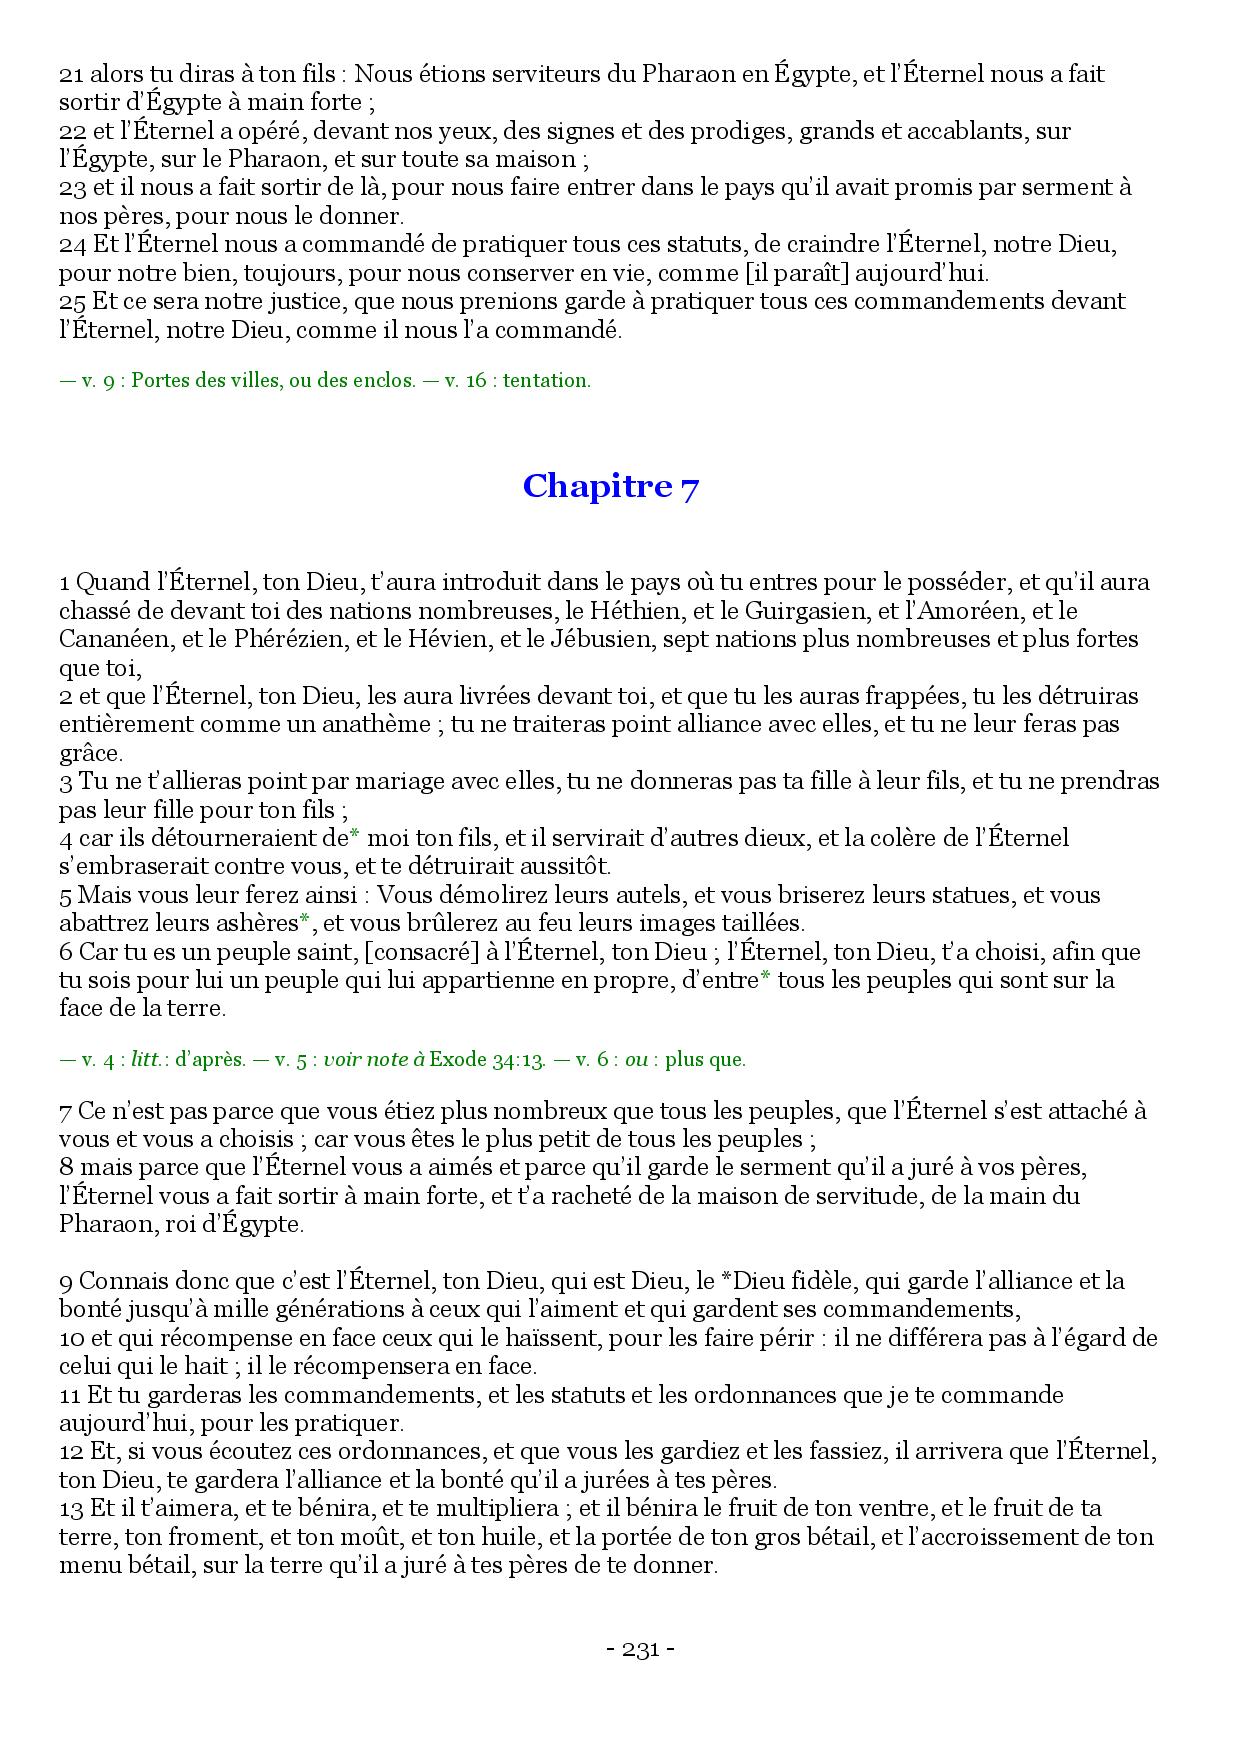 21 alors tu diras à ton fils : Nous étions serviteurs du Pharaon en Égypte, et l’Éternel nous a fait
sortir d’Égypte à main forte ;
22 et l’Éternel a opéré, devant nos yeux, des signes et des prodiges, grands et accablants, sur
l’Égypte, sur le Pharaon, et sur toute sa maison ;
23 et il nous a fait sortir de là, pour nous faire entrer dans le pays qu’il avait promis par serment à
nos pères, pour nous le donner.
24 Et l’Éternel nous a commandé de pratiquer tous ces statuts, de craindre l’Éternel, notre Dieu,
pour notre bien, toujours, pour nous conserver en vie, comme [il paraît] aujourd’hui.
25 Et ce sera notre justice, que nous prenions garde à pratiquer tous ces commandements devant
l’Éternel, notre Dieu, comme il nous l’a commandé.
— v. 9 : Portes des villes, ou des enclos. — v. 16 : tentation.
Chapitre 7
1 Quand l’Éternel, ton Dieu, t’aura introduit dans le pays où tu entres pour le posséder, et qu’il aura
chassé de devant toi des nations nombreuses, le Héthien, et le Guirgasien, et l’Amoréen, et le
Cananéen, et le Phérézien, et le Hévien, et le Jébusien, sept nations plus nombreuses et plus fortes
que toi,
2 et que l’Éternel, ton Dieu, les aura livrées devant toi, et que tu les auras frappées, tu les détruiras
entièrement comme un anathème ; tu ne traiteras point alliance avec elles, et tu ne leur feras pas
grâce.
3 Tu ne t’allieras point par mariage avec elles, tu ne donneras pas ta fille à leur fils, et tu ne prendras
pas leur fille pour ton fils ;
4 car ils détourneraient de* moi ton fils, et il servirait d’autres dieux, et la colère de l’Éternel
s’embraserait contre vous, et te détruirait aussitôt.
5 Mais vous leur ferez ainsi : Vous démolirez leurs autels, et vous briserez leurs statues, et vous
abattrez leurs ashères*, et vous brûlerez au feu leurs images taillées.
6 Car tu es un peuple saint, [consacré] à l’Éternel, ton Dieu ; l’Éternel, ton Dieu, t’a choisi, afin que
tu sois pour lui un peuple qui lui appartienne en propre, d’entre* tous les peuples qui sont sur la
face de la terre.
— v. 4 : litt.: d’après. — v. 5 : voir note à Exode 34:13. — v. 6 : ou : plus que.
7 Ce n’est pas parce que vous étiez plus nombreux que tous les peuples, que l’Éternel s’est attaché à
vous et vous a choisis ; car vous êtes le plus petit de tous les peuples ;
8 mais parce que l’Éternel vous a aimés et parce qu’il garde le serment qu’il a juré à vos pères,
l’Éternel vous a fait sortir à main forte, et t’a racheté de la maison de servitude, de la main du
Pharaon, roi d’Égypte.
9 Connais donc que c’est l’Éternel, ton Dieu, qui est Dieu, le *Dieu fidèle, qui garde l’alliance et la
bonté jusqu’à mille générations à ceux qui l’aiment et qui gardent ses commandements,
10 et qui récompense en face ceux qui le haïssent, pour les faire périr : il ne différera pas à l’égard de
celui qui le hait ; il le récompensera en face.
11 Et tu garderas les commandements, et les statuts et les ordonnances que je te commande
aujourd’hui, pour les pratiquer.
12 Et, si vous écoutez ces ordonnances, et que vous les gardiez et les fassiez, il arrivera que l’Éternel,
ton Dieu, te gardera l’alliance et la bonté qu’il a jurées à tes pères.
13 Et il t’aimera, et te bénira, et te multipliera ; et il bénira le fruit de ton ventre, et le fruit de ta
terre, ton froment, et ton moût, et ton huile, et la portée de ton gros bétail, et l’accroissement de ton
menu bétail, sur la terre qu’il a juré à tes pères de te donner.
- 231 -